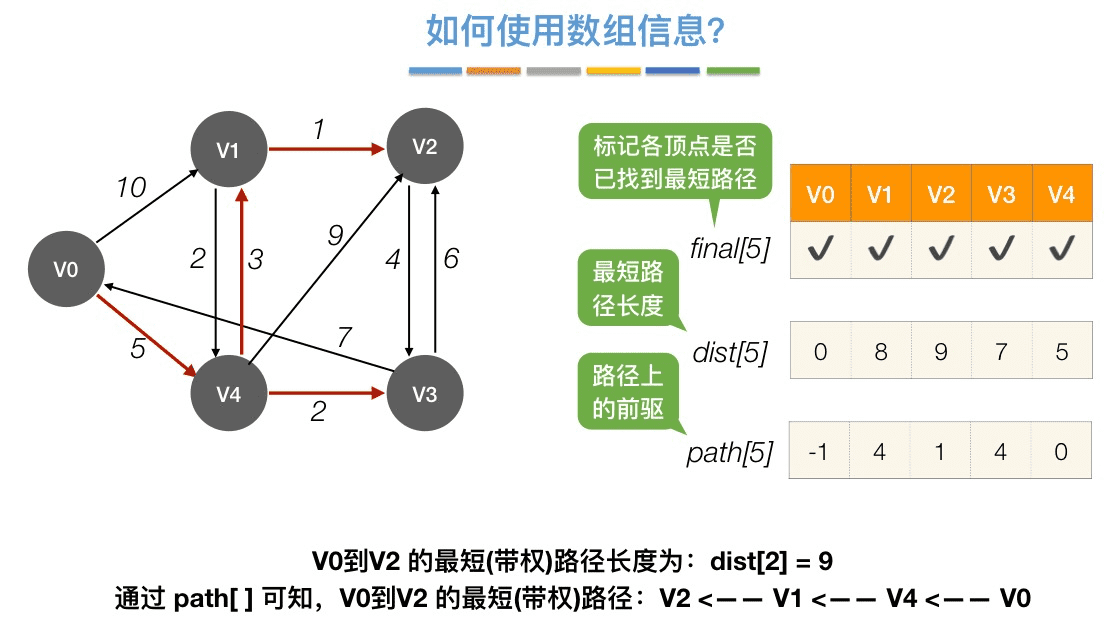 如何使用数组信息?
V0
V1
V2
V3
V4
10
1
2
3
9
4
6
7
5
2
标记各顶点是否
已找到最短路径
V0 V1 V2 V3 V4
final[5] ✓ ✓ ✓ ✓ ✓
最短路
径长度
dist[5] 0 8 9 7 5
路径上
的前驱
path[5] -1 4 1 4 0
V0到V2 的最短(带权)路径长度为：dist[2] = 9
通过 path[ ] 可知，V0到V2 的最短(带权)路径：V2 <—— V1 <—— V4 <—— V0